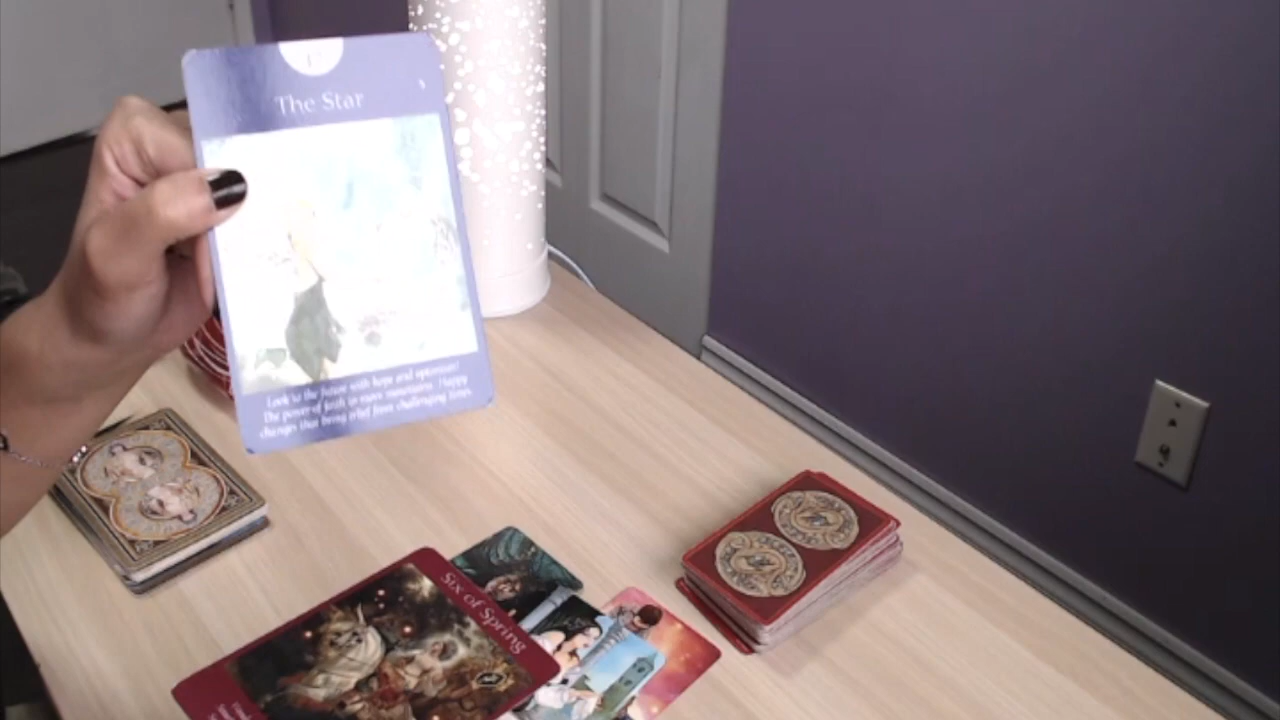 The Star
Look to the future with hope and optimism!
The power of faith to move mountains. Happy
changes that bring relief from challenging times.
Six of Spring